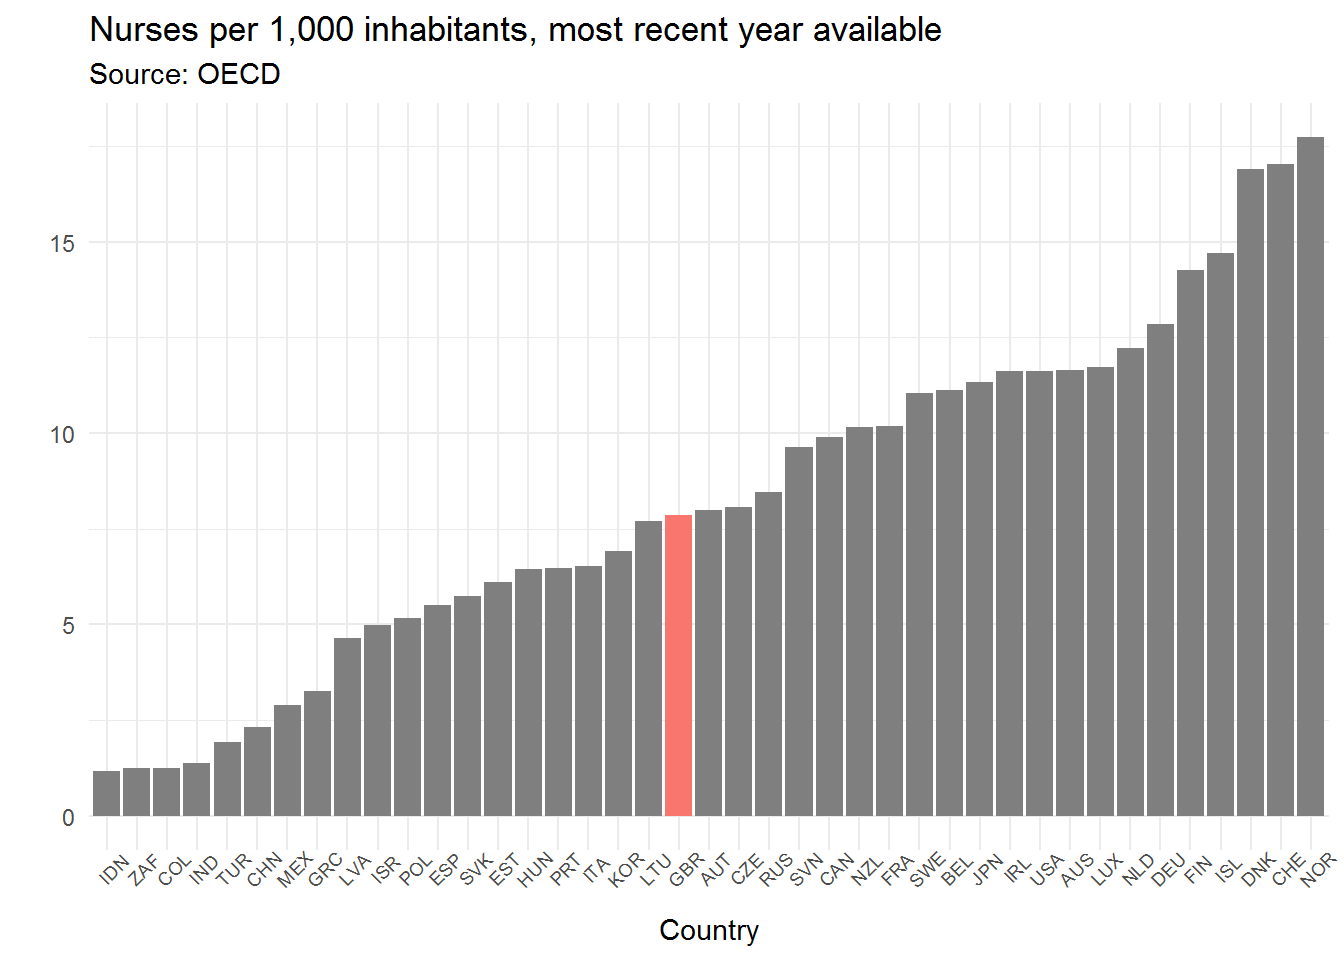 Nurses per 1,000 inhabitants, most recent year available
Source: OECD
15
10
5
0
IDN ZAF COL IND TUR CHN MEX GRC LVA ISR POL ESP SVK EST HUN PRT ITA KOR LTU GBR AUT CZE RUS SVN CAN NZL FRA SWE BEL JPN IRL USA AUS LUX NLD DEU FIN ISL DNK CHE NOR
Country